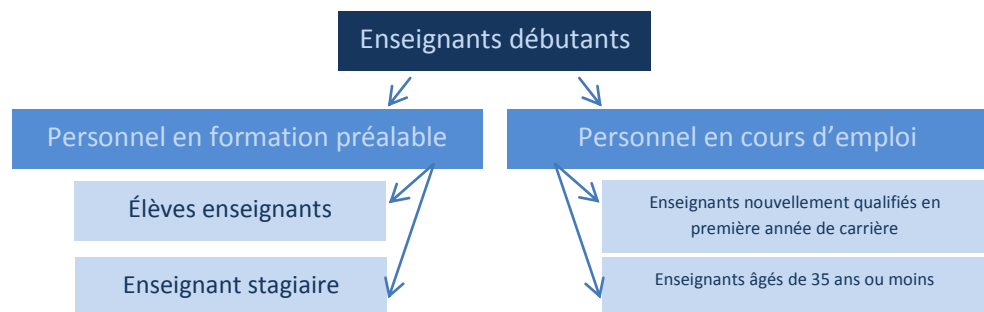 Enseignants débutants
Personnel en formation préalable
Personnel en cours d’emploi
Élèves enseignants
Enseignants nouvellement qualifiés en
première année de carrière
Enseignant stagiaire
Enseignants âgés de 35 ans ou moins